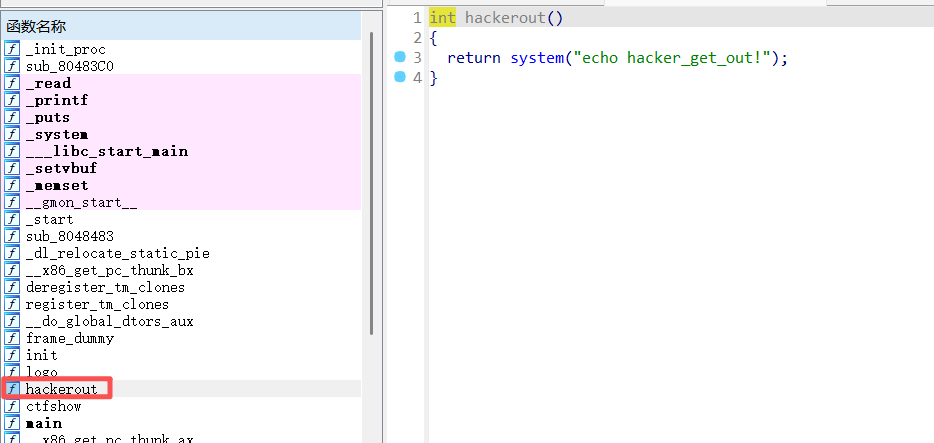 函数名称
f _init_proc
f sub_80483C0
f _read
f _printf
f _puts
f _system
f ___libc_start_main
f _setvbuf
f _memset
f __gmon_start__
f _start
f sub_8048483
f _dl_relocate_static_pie
f __x86_get_pc_thunk_bx
f deregister_tm_clones
f register_tm_clones
f __do_global_dtors_aux
f frame_dummy
f init
f logo
f hackerout
f ctfshow
f main
f __x86_get_pc_thunk_ax
1 int hackerout()
2 {
3 return system("echo hacker_get_out!");
4 }